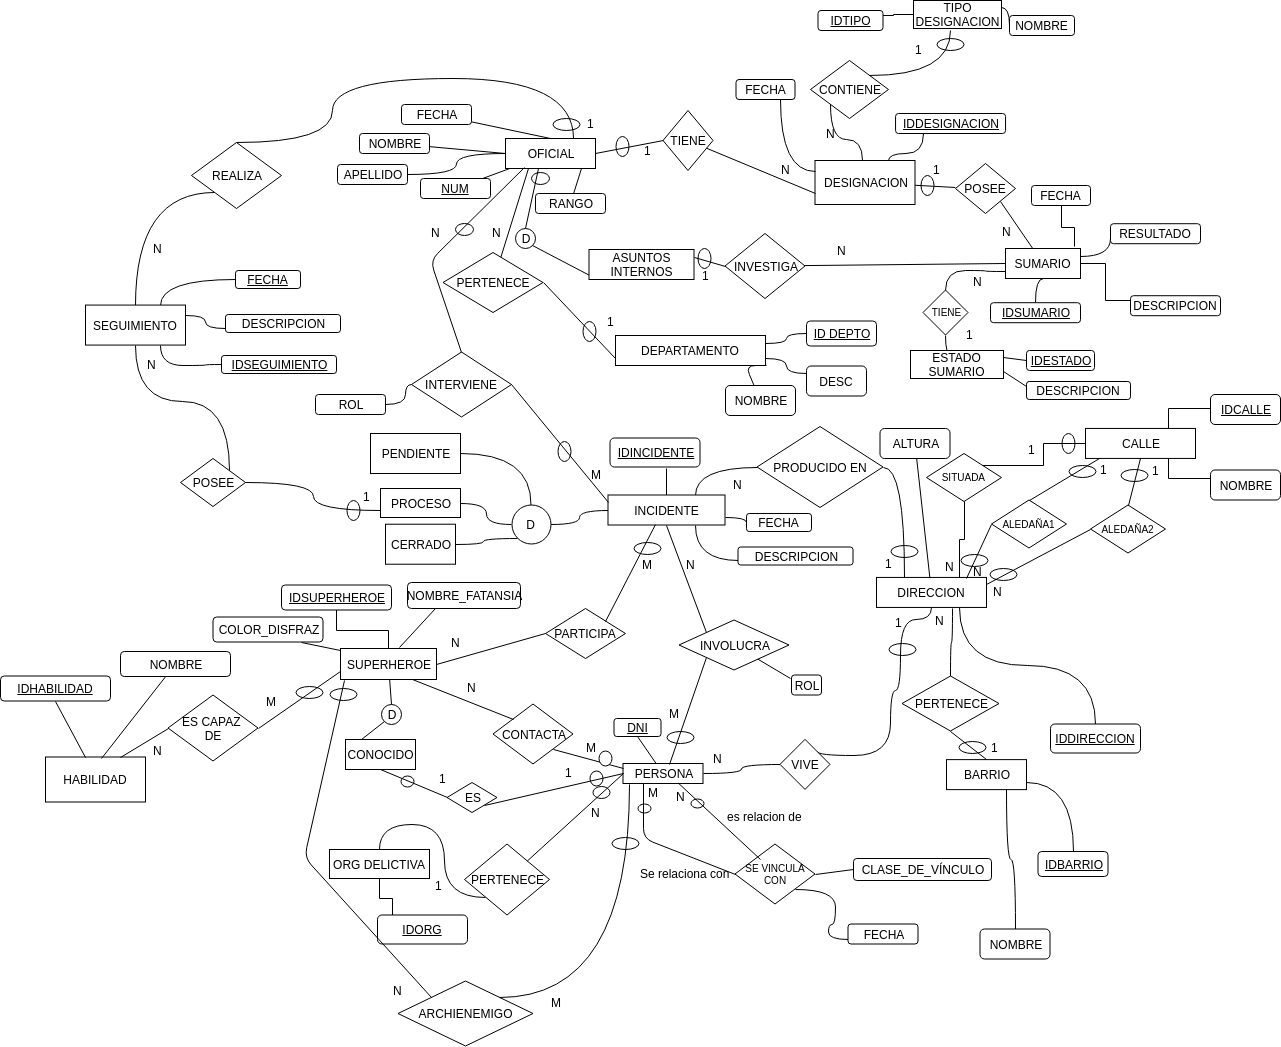 TIPO
DESIGNACION
IDTIPO
NOMBRE
1
CONTIENE
FECHA
N
IDDESIGNACION
FECHA
NOMBRE
APELLIDO
NUM
RANGO
OFICIAL
1
1
TIENE
N
DESIGNACION
1
POSEE
N
FECHA
RESULTADO
SUMARIO
DESCRIPCION
IDSUMARIO
N
TIENE
1
ESTADO
SUMARIO
IDESTADO
DESCRIPCION
REALIZA
N
N
N
D
ASUNTOS
INTERNOS
1
INVESTIGA
N
PERTENECE
1
DEPARTAMENTO
ID DEPTO
DESC
NOMBRE
FECHA
DESCRIPCION
IDSEGUIMIENTO
SEGUIMIENTO
N
INTERVIENE
ROL
M
POSEE
1
PENDIENTE
PROCESO
CERRADO
D
IDINCIDENTE
INCIDENTE
FECHA
DESCRIPCION
N
PRODUCIDO EN
1
ALTURA
SITUADA
1
N
CALLE
IDCALLE
NOMBRE
1
1
ALEDAÑA1
ALEDAÑA2
N
N
DIRECCION
M
N
PARTICIPA
N
INVOLUCRA
ROL
M
1
N
PERTENECE
1
BARRIO
IDDIRECCION
IDBARRIO
NOMBRE
IDSUPERHEROE
NOMBRE_FATANSIA
COLOR_DISFRAZ
SUPERHEROE
NOMBRE
IDHABILIDAD
HABILIDAD
ES CAPAZ
DE
M
N
D
CONOCIDO
N
CONTACTA
M
1
ES
1
DNI
PERSONA
N
VIVE
N
PERTENECE
1
ORG DELICTIVA
IDORG
M
N
es relacion de
Se relaciona con
SE VINCULA
CON
CLASE_DE_VÍNCULO
FECHA
N
M
ARCHIENEMIGO